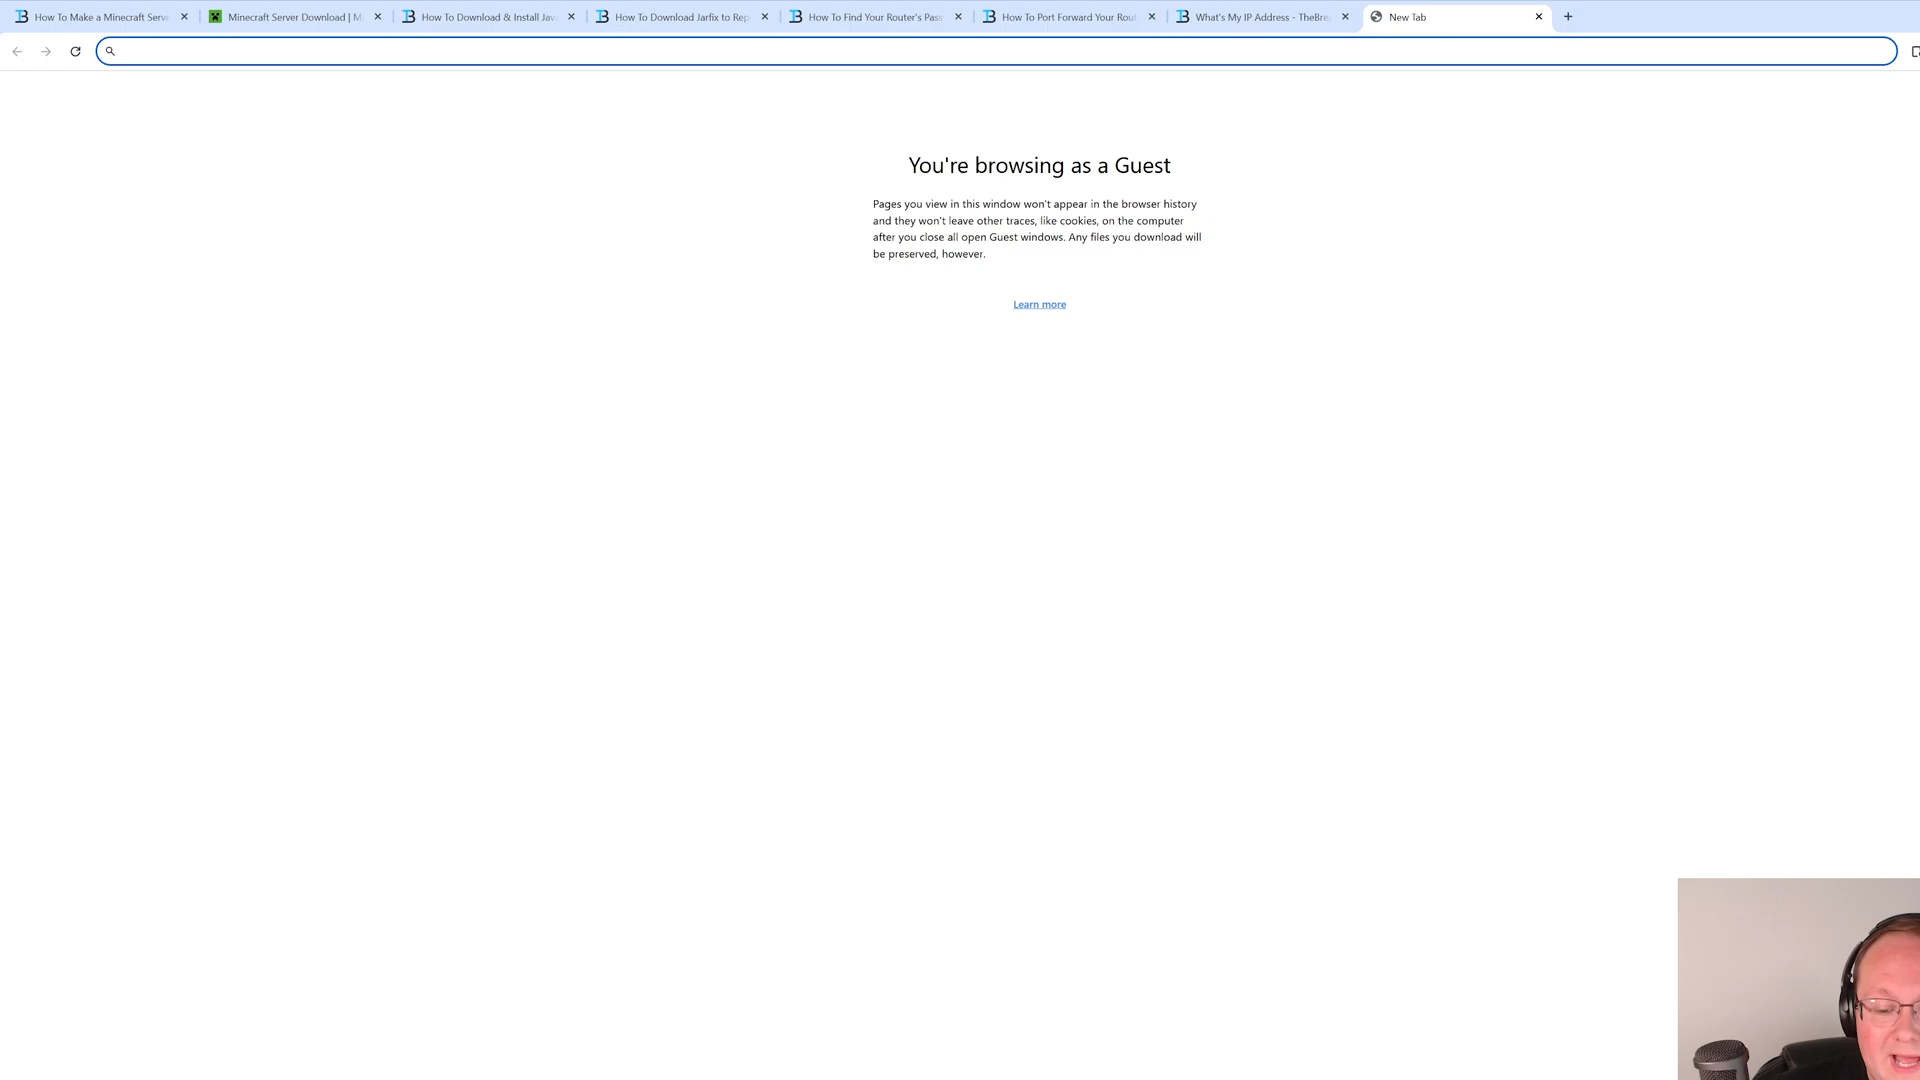 How To Make a Minecraft Serve
Minecraft Server Download | M
How To Download & Install Jav
How To Download Jarfix to Rep
How To Find Your Router's Pass
How To Port Forward Your Rout
What's My IP Address - TheBre
New Tab
You're browsing as a Guest
Pages you view in this window won't appear in the browser history
and they won't leave other traces, like cookies, on the computer
after you close all open Guest windows. Any files you download will
be preserved, however.
Learn more